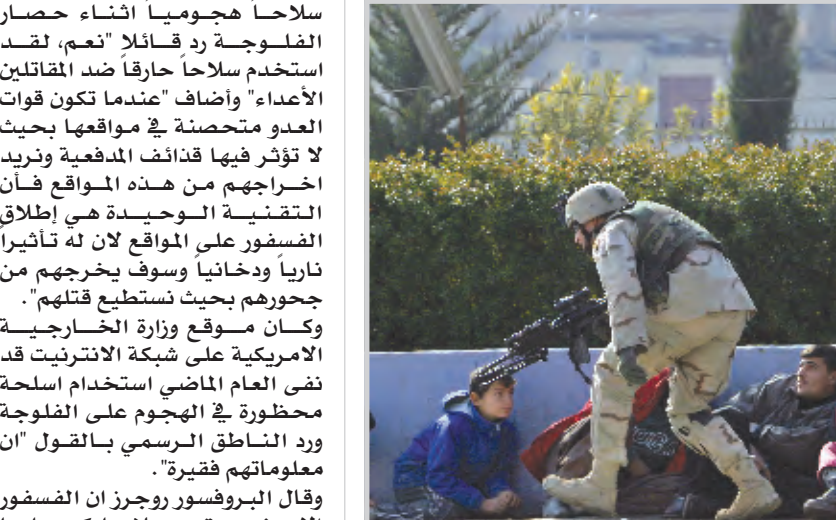 سلاحاً هجومياً اثناء حصار
الفلوجة رد قائلا "نعم، لقد
استخدم سلاحاً حارقاً ضد المقاتلين
الأعداء" وأضاف "عندما تكون قوات
العدو متحصنة في مواقعها بحيث
لا تؤثر فيها قذائف المدفعية ونريد
اخراجهم من هذه المواقع فأن
التقنية الوحيدة هي إطلاق
الفسفور على المواقع لان له تأثيراً
نارياً ودخانياً وسوف يخرجهم من
جحورهم بحيث نستطيع قتلهم".
وكان موقع وزارة الخارجية
الامريكية على شبكة الانترنيت قد
نفى العام الماضي استخدام اسلحة
محظورة في الهجوم على الفلوجة
ورد الناطق الرسمي بالقول "ان
معلوماتهم فقيرة".
وقال البروفسور روجرز ان الفسفور